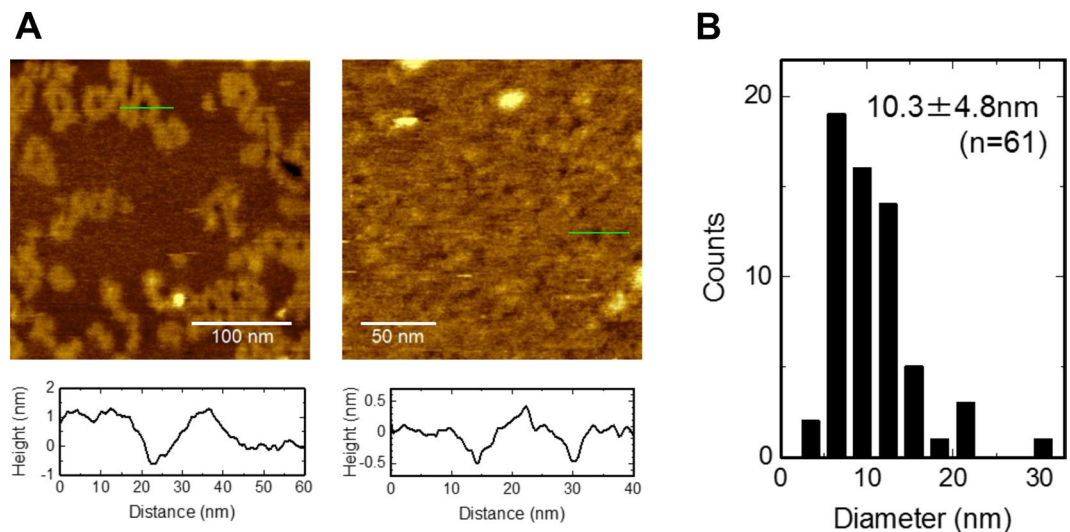 A
100 nm
50 nm
Height (nm)
2
1
0
-1
0 10 20 30 40 50 60
Distance (nm)
Height (nm)
0.5
0
-0.5
0 10 20 30 40
Distance (nm)
B
10.3±4.8nm
(n=61)
Counts
20
10
0
0 10 20 30
Diameter (nm)